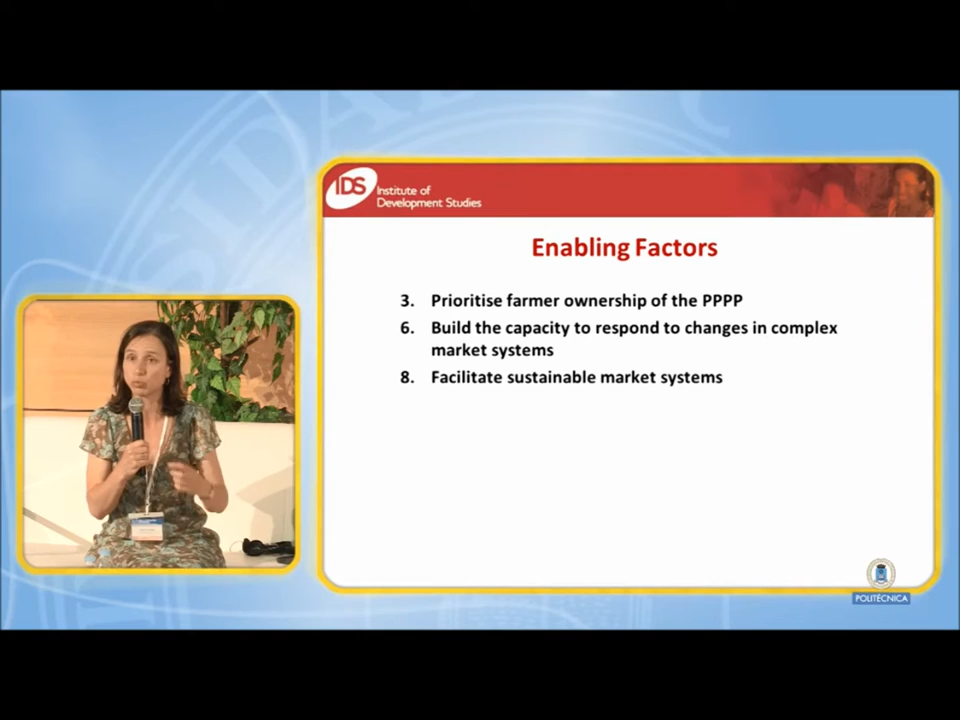 IDS
Institute of
Development Studies
Enabling Factors
3. Prioritise farmer ownership of the PPPP
6. Build the capacity to respond to changes in complex
market systems
8. Facilitate sustainable market systems
POLITÉCNICA